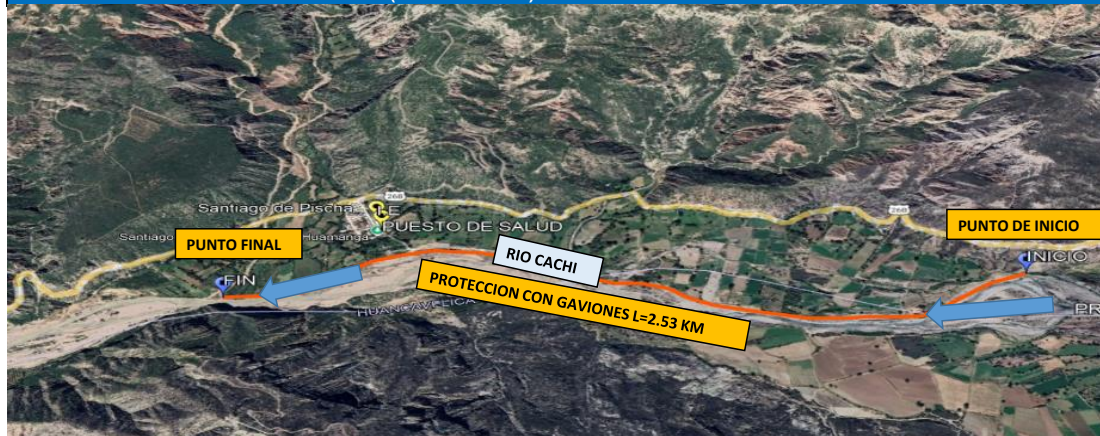 268
Santiago de Pischa
I.E
PUESTO DE SALUD
Santiago
Huamanga
PUNTO FINAL
268
PUNTO DE INICIO
INICIO
RIO CACHI
FIN
PROTECCION CON GAVIONES L=2.53 KM
HUANCAVELICA
PR